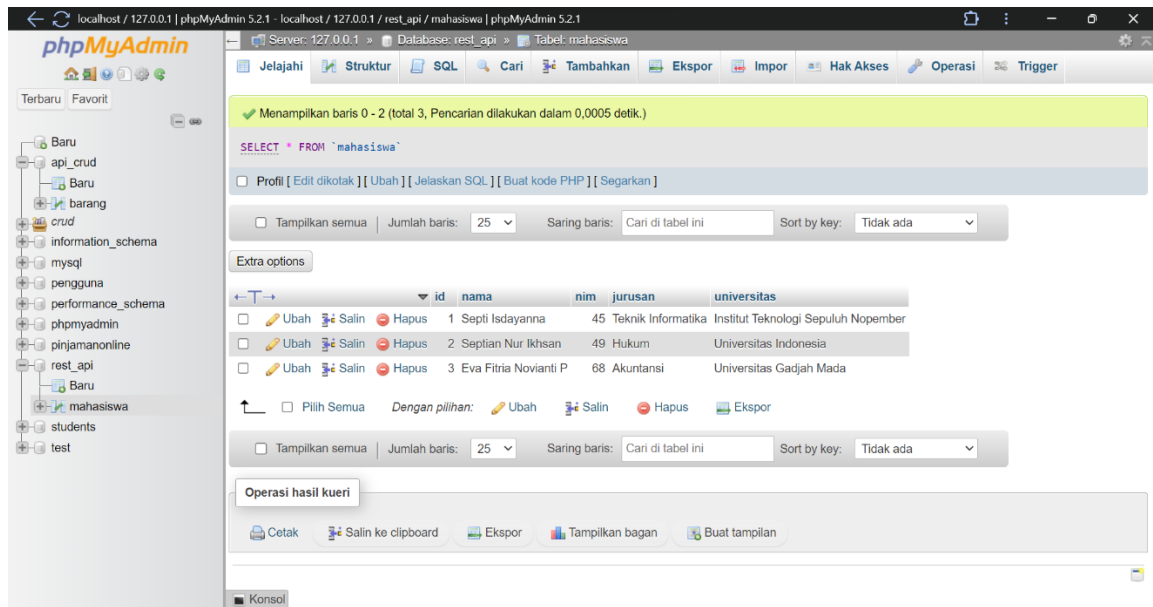 localhost / 127.0.0.1 | phpMyAdmin 5.2.1 - localhost / 127.0.0.1 / rest_api / mahasiswa | phpMyAdmin 5.2.1
phpMyAdmin
Terbaru Favorit
Baru
api_crud
Baru
barang
crud
information_schema
mysql
pengguna
performance_schema
phpmyadmin
pinjamanonline
rest_api
Baru
mahasiswa
students
test
Server: 127.0.0.1 » Database: rest_api » Tabel: mahasiswa
Jelajahi Struktur SQL Cari Tambahkan Ekspor Impor Hak Akses Operasi Trigger
Menampilkan baris 0 - 2 (total 3, Pencarian dilakukan dalam 0,0005 detik.)
SELECT * FROM `mahasiswa`
Profil [ Edit dikotak ] [ Ubah ] [ Jelaskan SQL ] [ Buat kode PHP ] [ Segarkan ]
Tampilkan semua | Jumlah baris: 25 Saring baris: Cari di tabel ini Sort by key: Tidak ada
Extra options
←T→ id nama nim jurusan universitas
Ubah Salin Hapus 1 Septi Isdayanna 45 Teknik Informatika Institut Teknologi Sepuluh Nopember
Ubah Salin Hapus 2 Septian Nur Ikhsan 49 Hukum Universitas Indonesia
Ubah Salin Hapus 3 Eva Fitria Novianti P 68 Akuntansi Universitas Gadjah Mada
Pilih Semua Dengan pilihan: Ubah Salin Hapus Ekspor
Tampilkan semua | Jumlah baris: 25 Saring baris: Cari di tabel ini Sort by key: Tidak ada
Operasi hasil kueri
Cetak Salin ke clipboard Ekspor Tampilkan bagan Buat tampilan
Konsol